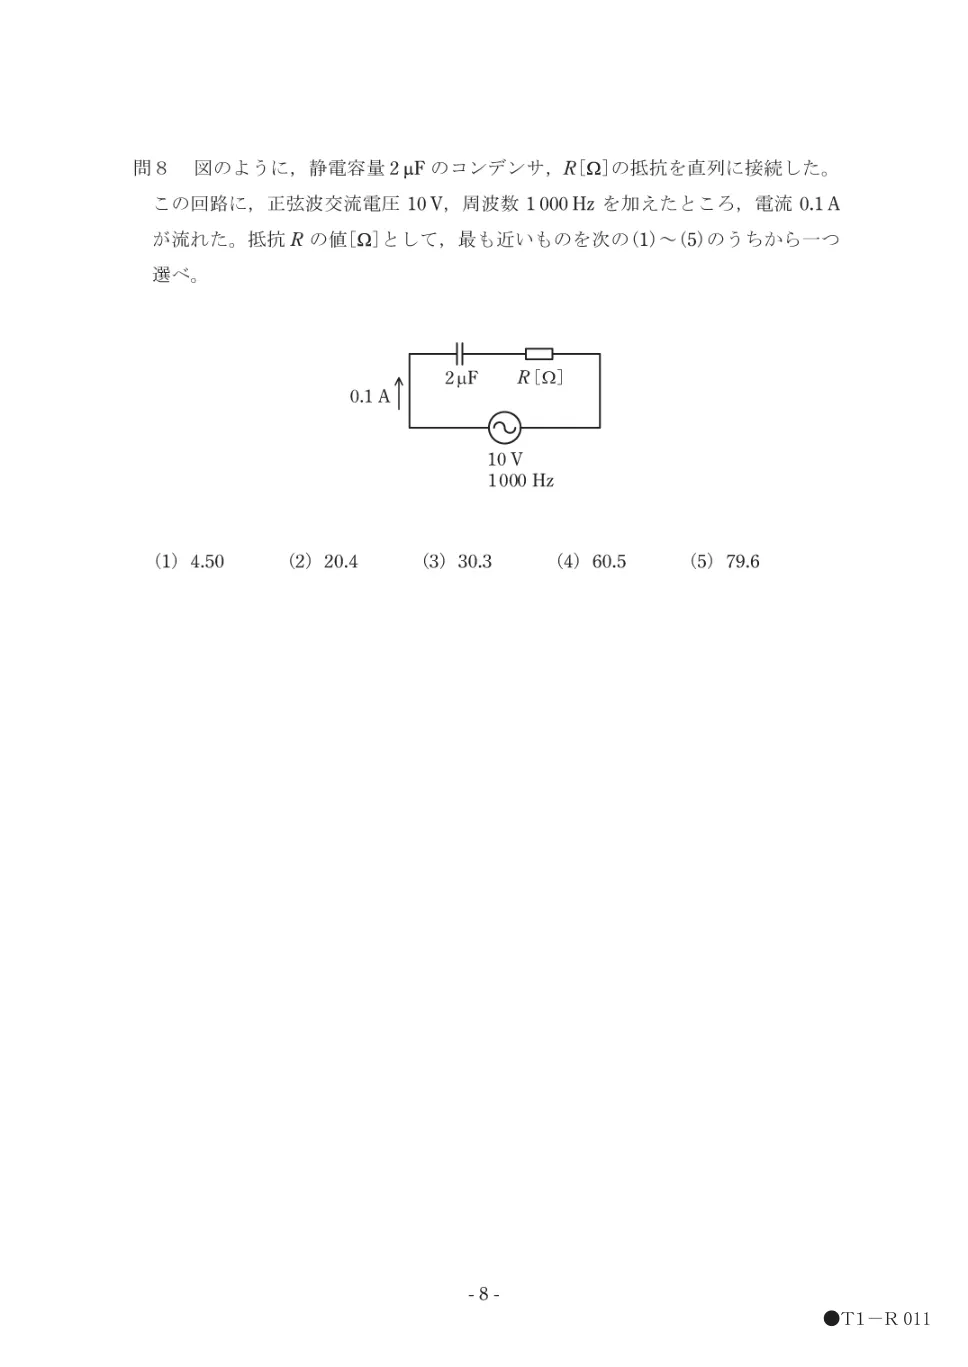 問８　図のように，静電容量 2 μF のコンデンサ，R[Ω]の抵抗を直列に接続した。
この回路に，正弦波交流電圧 10 V，周波数 1 000 Hz を加えたところ，電流 0.1 A
が流れた。抵抗 R の値[Ω]として，最も近いものを次の(1)～(5)のうちから一つ
選べ。
2 μF　R [Ω]
0.1 A
10 V
1 000 Hz
(1) 4.50　(2) 20.4　(3) 30.3　(4) 60.5　(5) 79.6
- 8 -
●T1－R 011